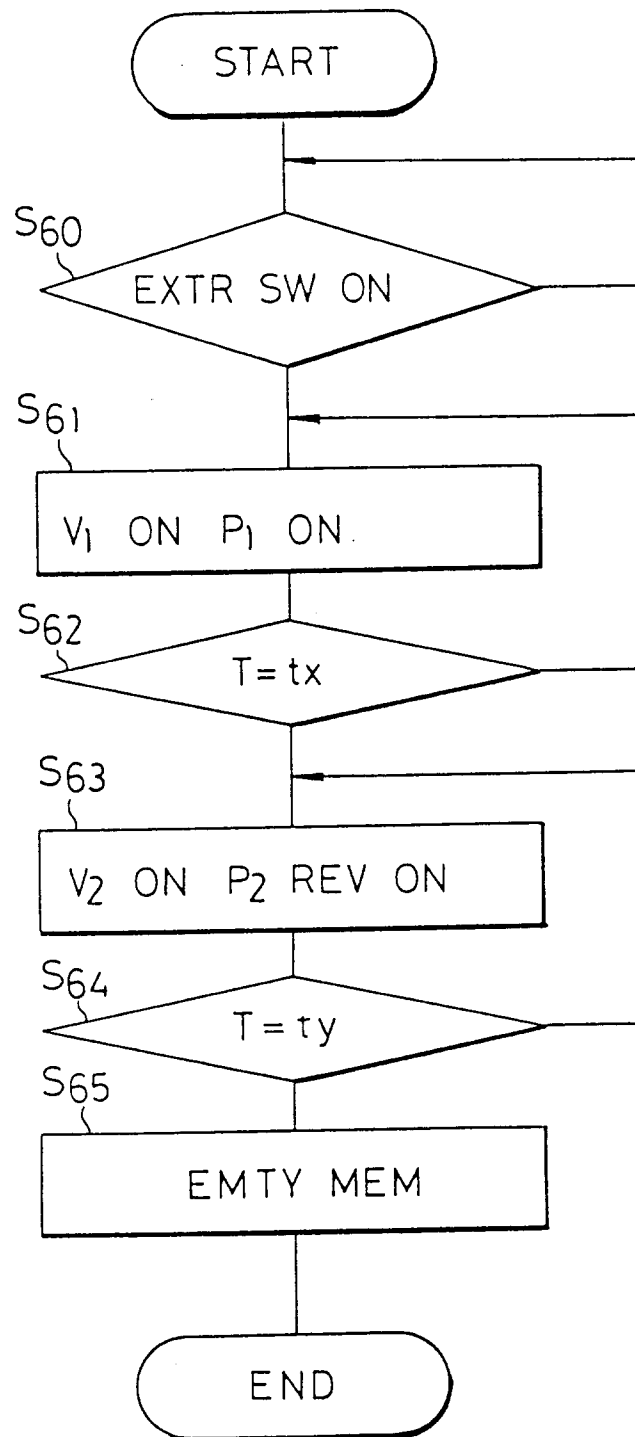 START
S60
EXTR SW ON
S61
V1 ON P1 ON
S62
T=tx
S63
V2 ON P2 REV ON
S64
T=ty
S65
EMTY MEM
END